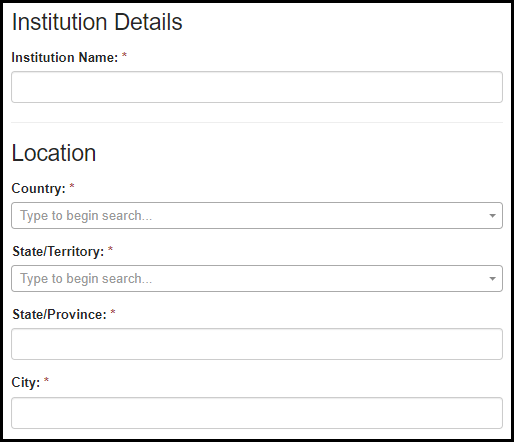 Institution Details
Institution Name: *
Location
Country: *
Type to begin search...
State/Territory: *
Type to begin search...
State/Province: *
City: *